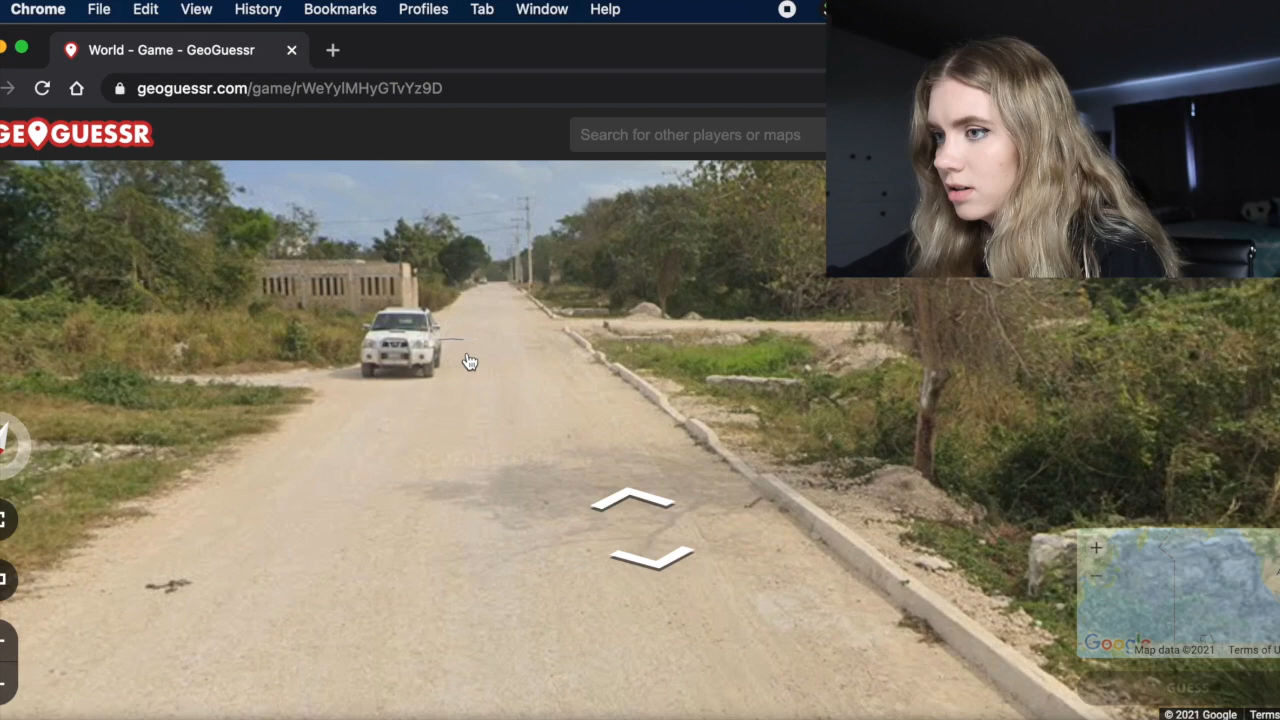 Chrome File Edit View History Bookmarks Profiles Tab Window Help
World - Game - GeoGuessr
geoguessr.com/game/rWeYylMHyGTvYz9D
GEOGUESSR
Search for other players or maps
Google
Map data ©2021 Terms of U
GUESS
© 2021 Google Terms